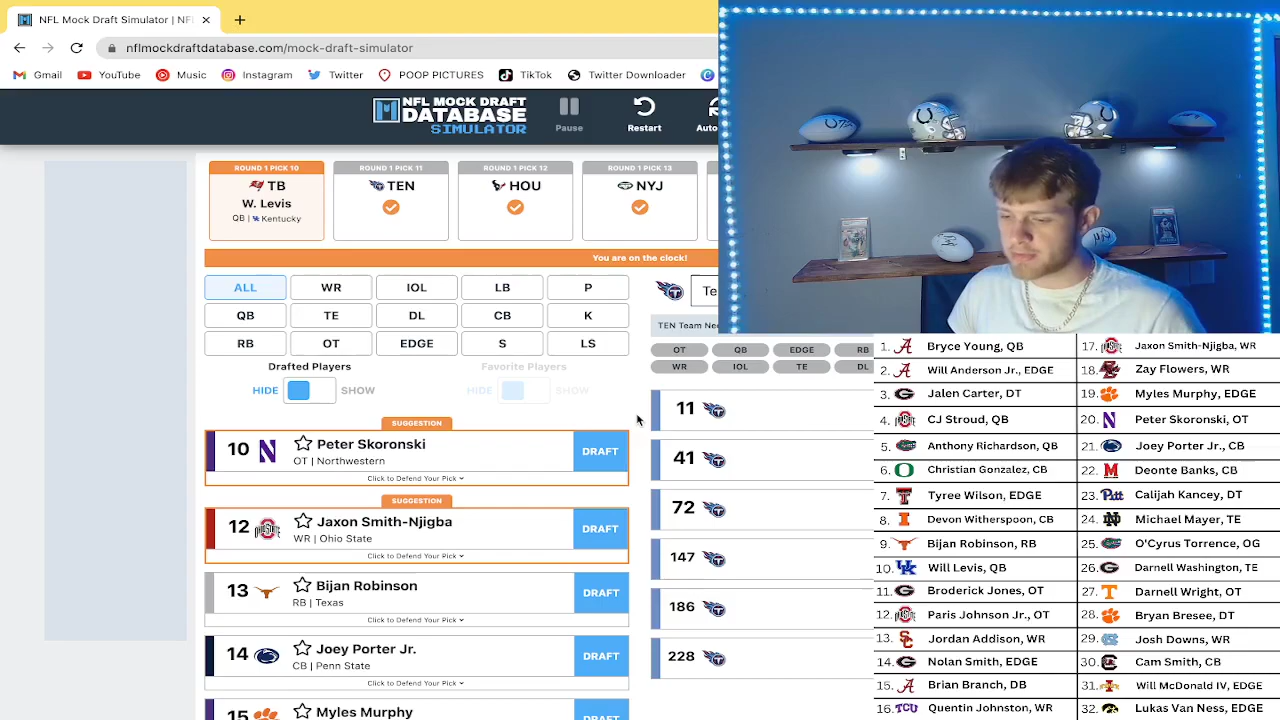 NFL Mock Draft Simulator | NFL
nflmockdraftdatabase.com/mock-draft-simulator
Gmail YouTube Music Instagram Twitter POOP PICTURES TikTok Twitter Downloader
NFL MOCK DRAFT
DATABASE
SIMULATOR
Pause Restart Auto
ROUND 1 PICK 10 ROUND 1 PICK 11 ROUND 1 PICK 12 ROUND 1 PICK 13
TB TEN HOU NYJ
W. Levis
QB | Kentucky
You are on the clock!
ALL WR IOL LB P
QB TE DL CB K
RB OT EDGE S LS
Te
TEN Team Nee
OT QB EDGE RB
WR IOL TE DL
Drafted Players Favorite Players
HIDE SHOW HIDE SHOW
SUGGESTION
10 Peter Skoronski DRAFT
OT | Northwestern
Click to Defend Your Pick
SUGGESTION
12 Jaxon Smith-Njigba DRAFT
WR | Ohio State
Click to Defend Your Pick
13 Bijan Robinson DRAFT
RB | Texas
Click to Defend Your Pick
14 Joey Porter Jr. DRAFT
CB | Penn State
Click to Defend Your Pick
15 Myles Murphy DRAFT
11
41
72
147
186
228
1. Bryce Young, QB
2. Will Anderson Jr., EDGE
3. Jalen Carter, DT
4. CJ Stroud, QB
5. Anthony Richardson, QB
6. Christian Gonzalez, CB
7. Tyree Wilson, EDGE
8. Devon Witherspoon, CB
9. Bijan Robinson, RB
10. Will Levis, QB
11. Broderick Jones, OT
12. Paris Johnson Jr., OT
13. Jordan Addison, WR
14. Nolan Smith, EDGE
15. Brian Branch, DB
16. Quentin Johnston, WR
17. Jaxon Smith-Njigba, WR
18. Zay Flowers, WR
19. Myles Murphy, EDGE
20. Peter Skoronski, OT
21. Joey Porter Jr., CB
22. Deonte Banks, CB
23. Calijah Kancey, DT
24. Michael Mayer, TE
25. O'Cyrus Torrence, OG
26. Darnell Washington, TE
27. Darnell Wright, OT
28. Bryan Bresee, DT
29. Josh Downs, WR
30. Cam Smith, CB
31. Will McDonald IV, EDGE
32. Lukas Van Ness, EDGE